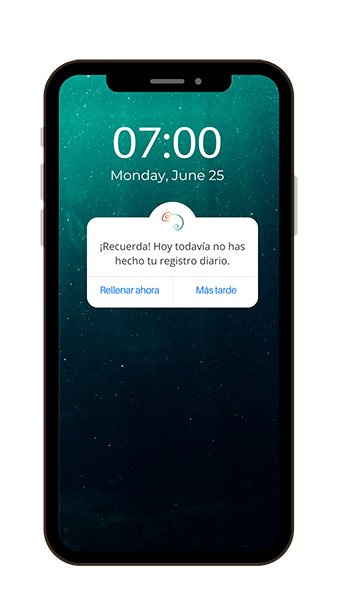 07:00
Monday, June 25
¡Recuerda! Hoy todavía no has
hecho tu registro diario.
Rellenar ahora
Más tarde